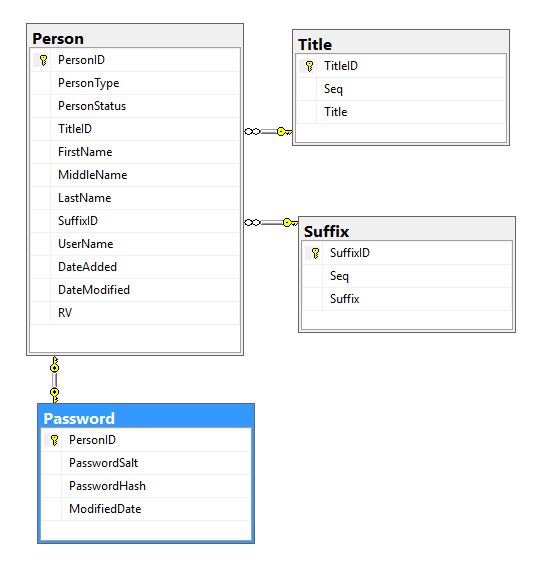 Person
PersonID
PersonType
PersonStatus
TitleID
FirstName
MiddleName
LastName
SuffixID
UserName
DateAdded
DateModified
RV
Title
TitleID
Seq
Title
Suffix
SuffixID
Seq
Suffix
Password
PersonID
PasswordSalt
PasswordHash
ModifiedDate